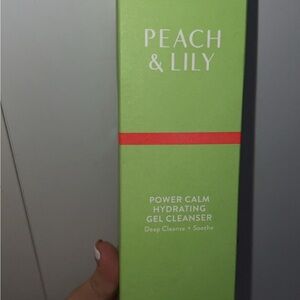 PEACH
& LILY
POWER CALM
HYDRATING
GEL CLEANSER
Deep Cleanse + Soothe